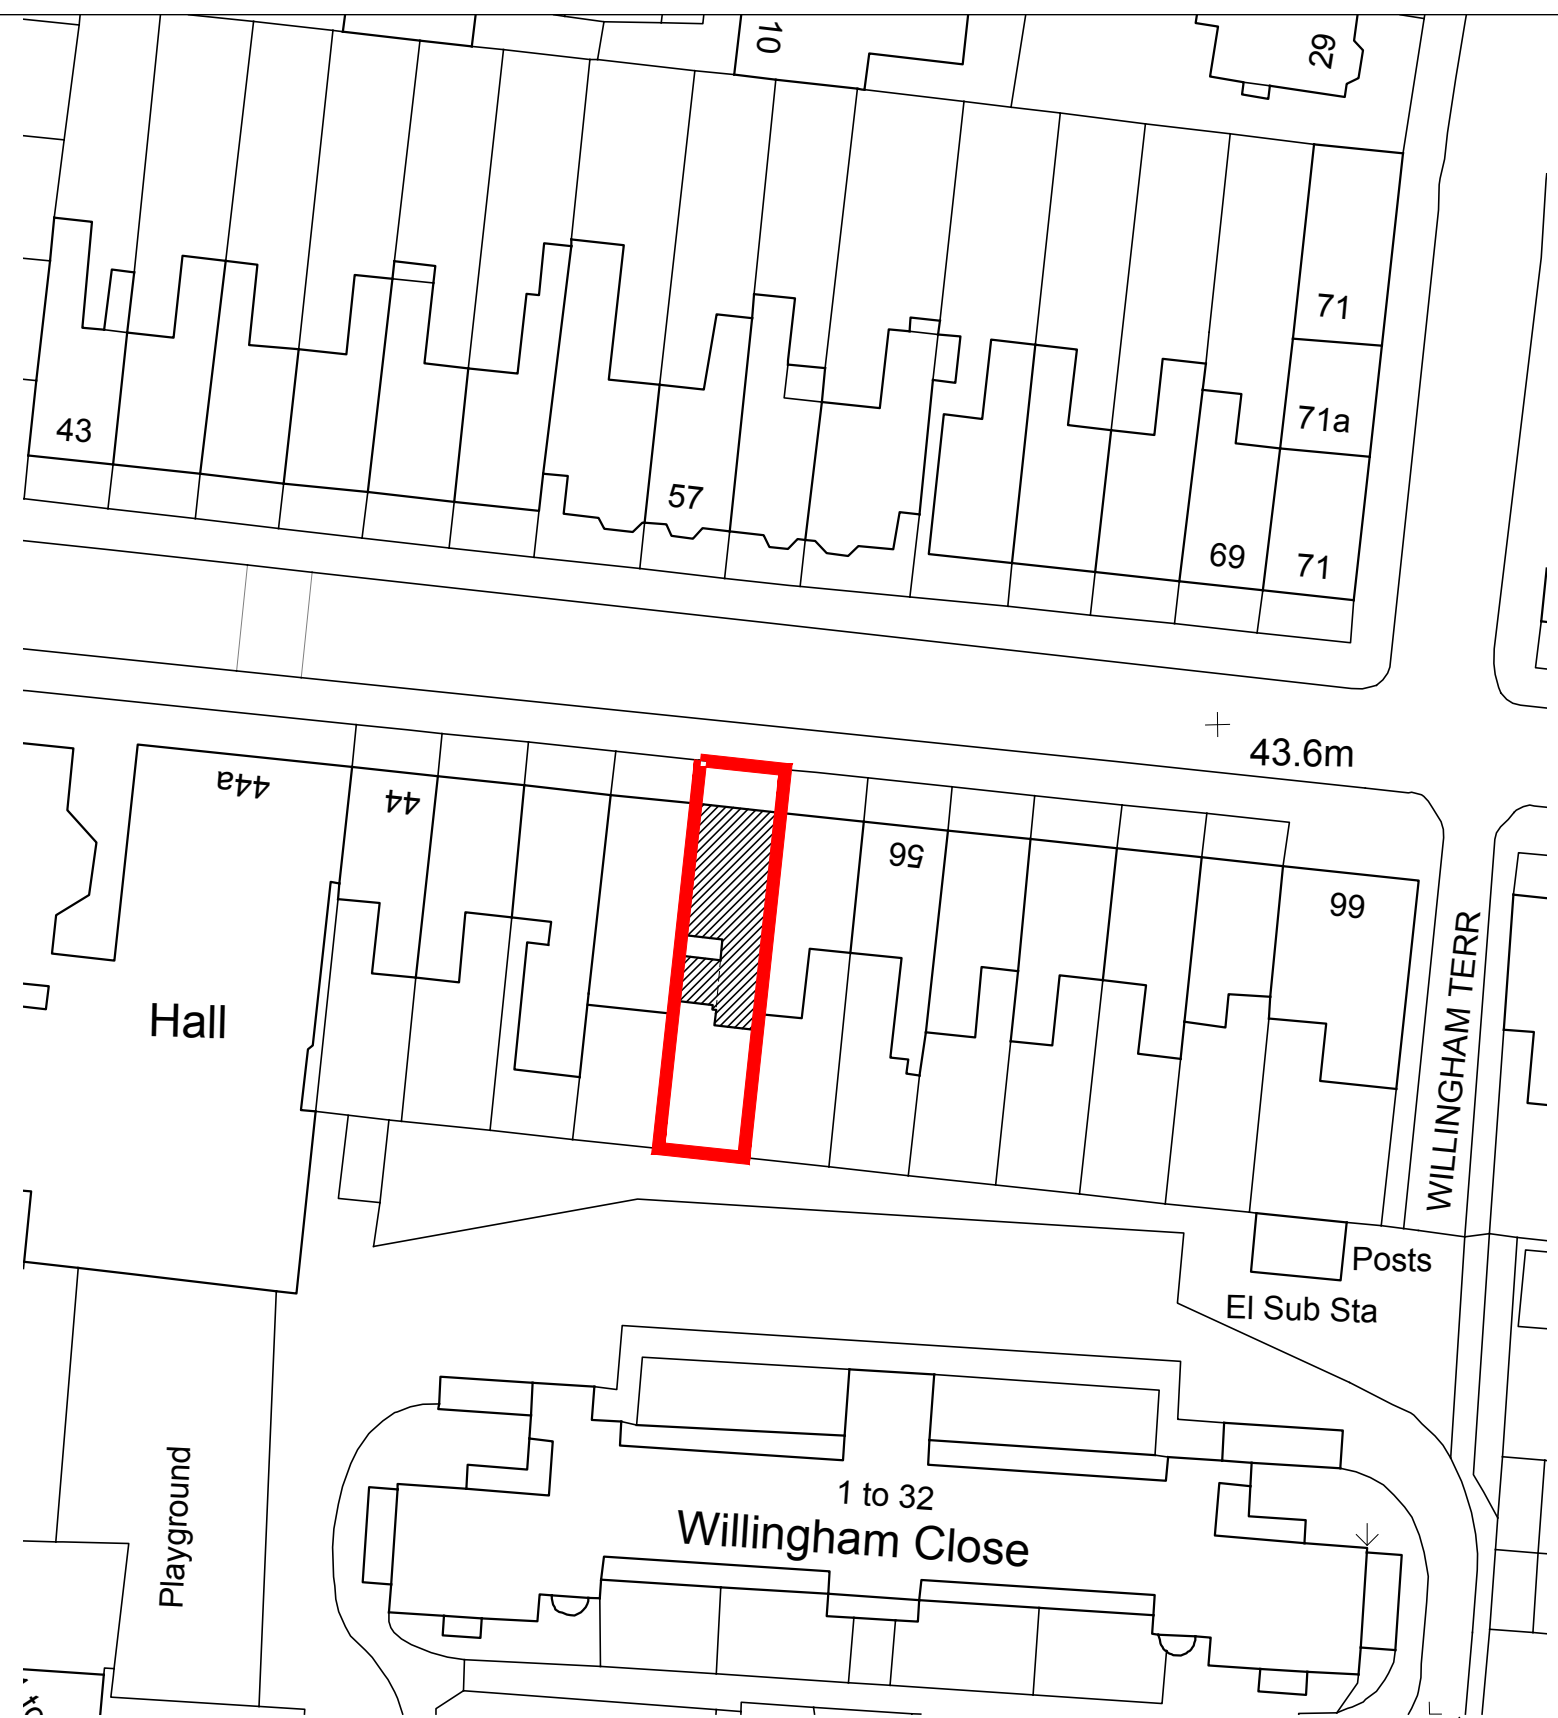 10
29
71
71a
43
57
69
71
43.6m
44a
44
56
66
WILLINGHAM TERR
Hall
Posts
El Sub Sta
Playground
1 to 32
Willingham Close